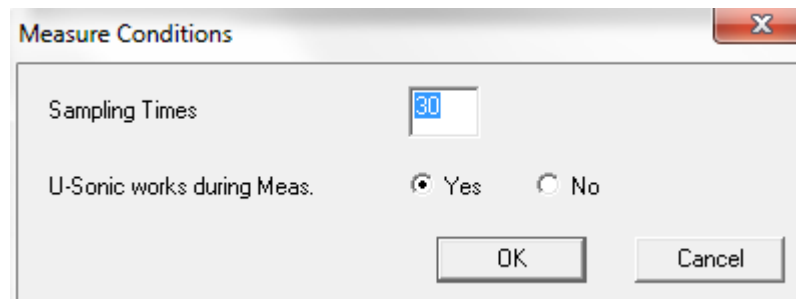 Measure Conditions
Sampling Times 30
U-Sonic works during Meas. Yes No
OK Cancel